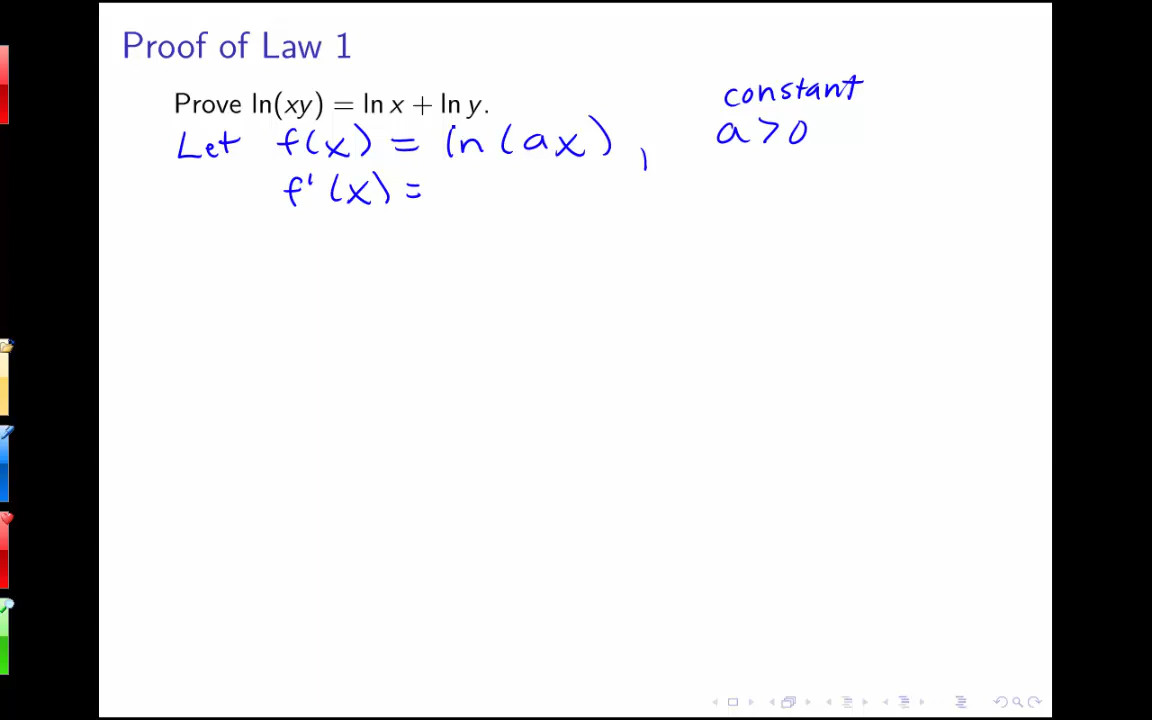 Proof of Law 1
Prove ln(xy) = ln x + ln y.
constant
Let f(x) = ln(ax) , a > 0
f'(x) =